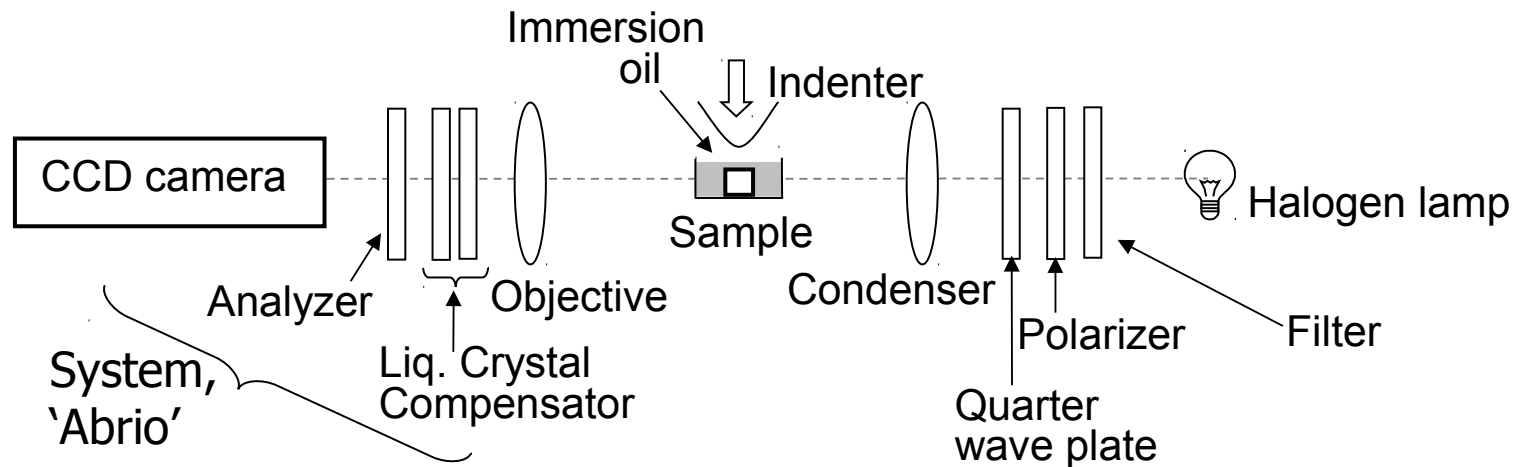 Immersion
oil
Indenter
CCD camera
Halogen lamp
Sample
Analyzer
Objective
Condenser
Polarizer
Filter
Liq. Crystal
Compensator
System,
‘Abrio’
Quarter
wave plate